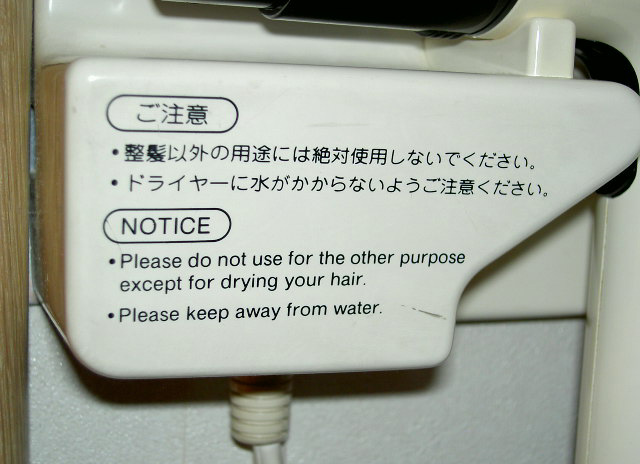 ご注意
・整髪以外の用途には絶対使用しないでください。
・ドライヤーに水がかからないようご注意ください。
NOTICE
•Please do not use for the other purpose
except for drying your hair.
•Please keep away from water.